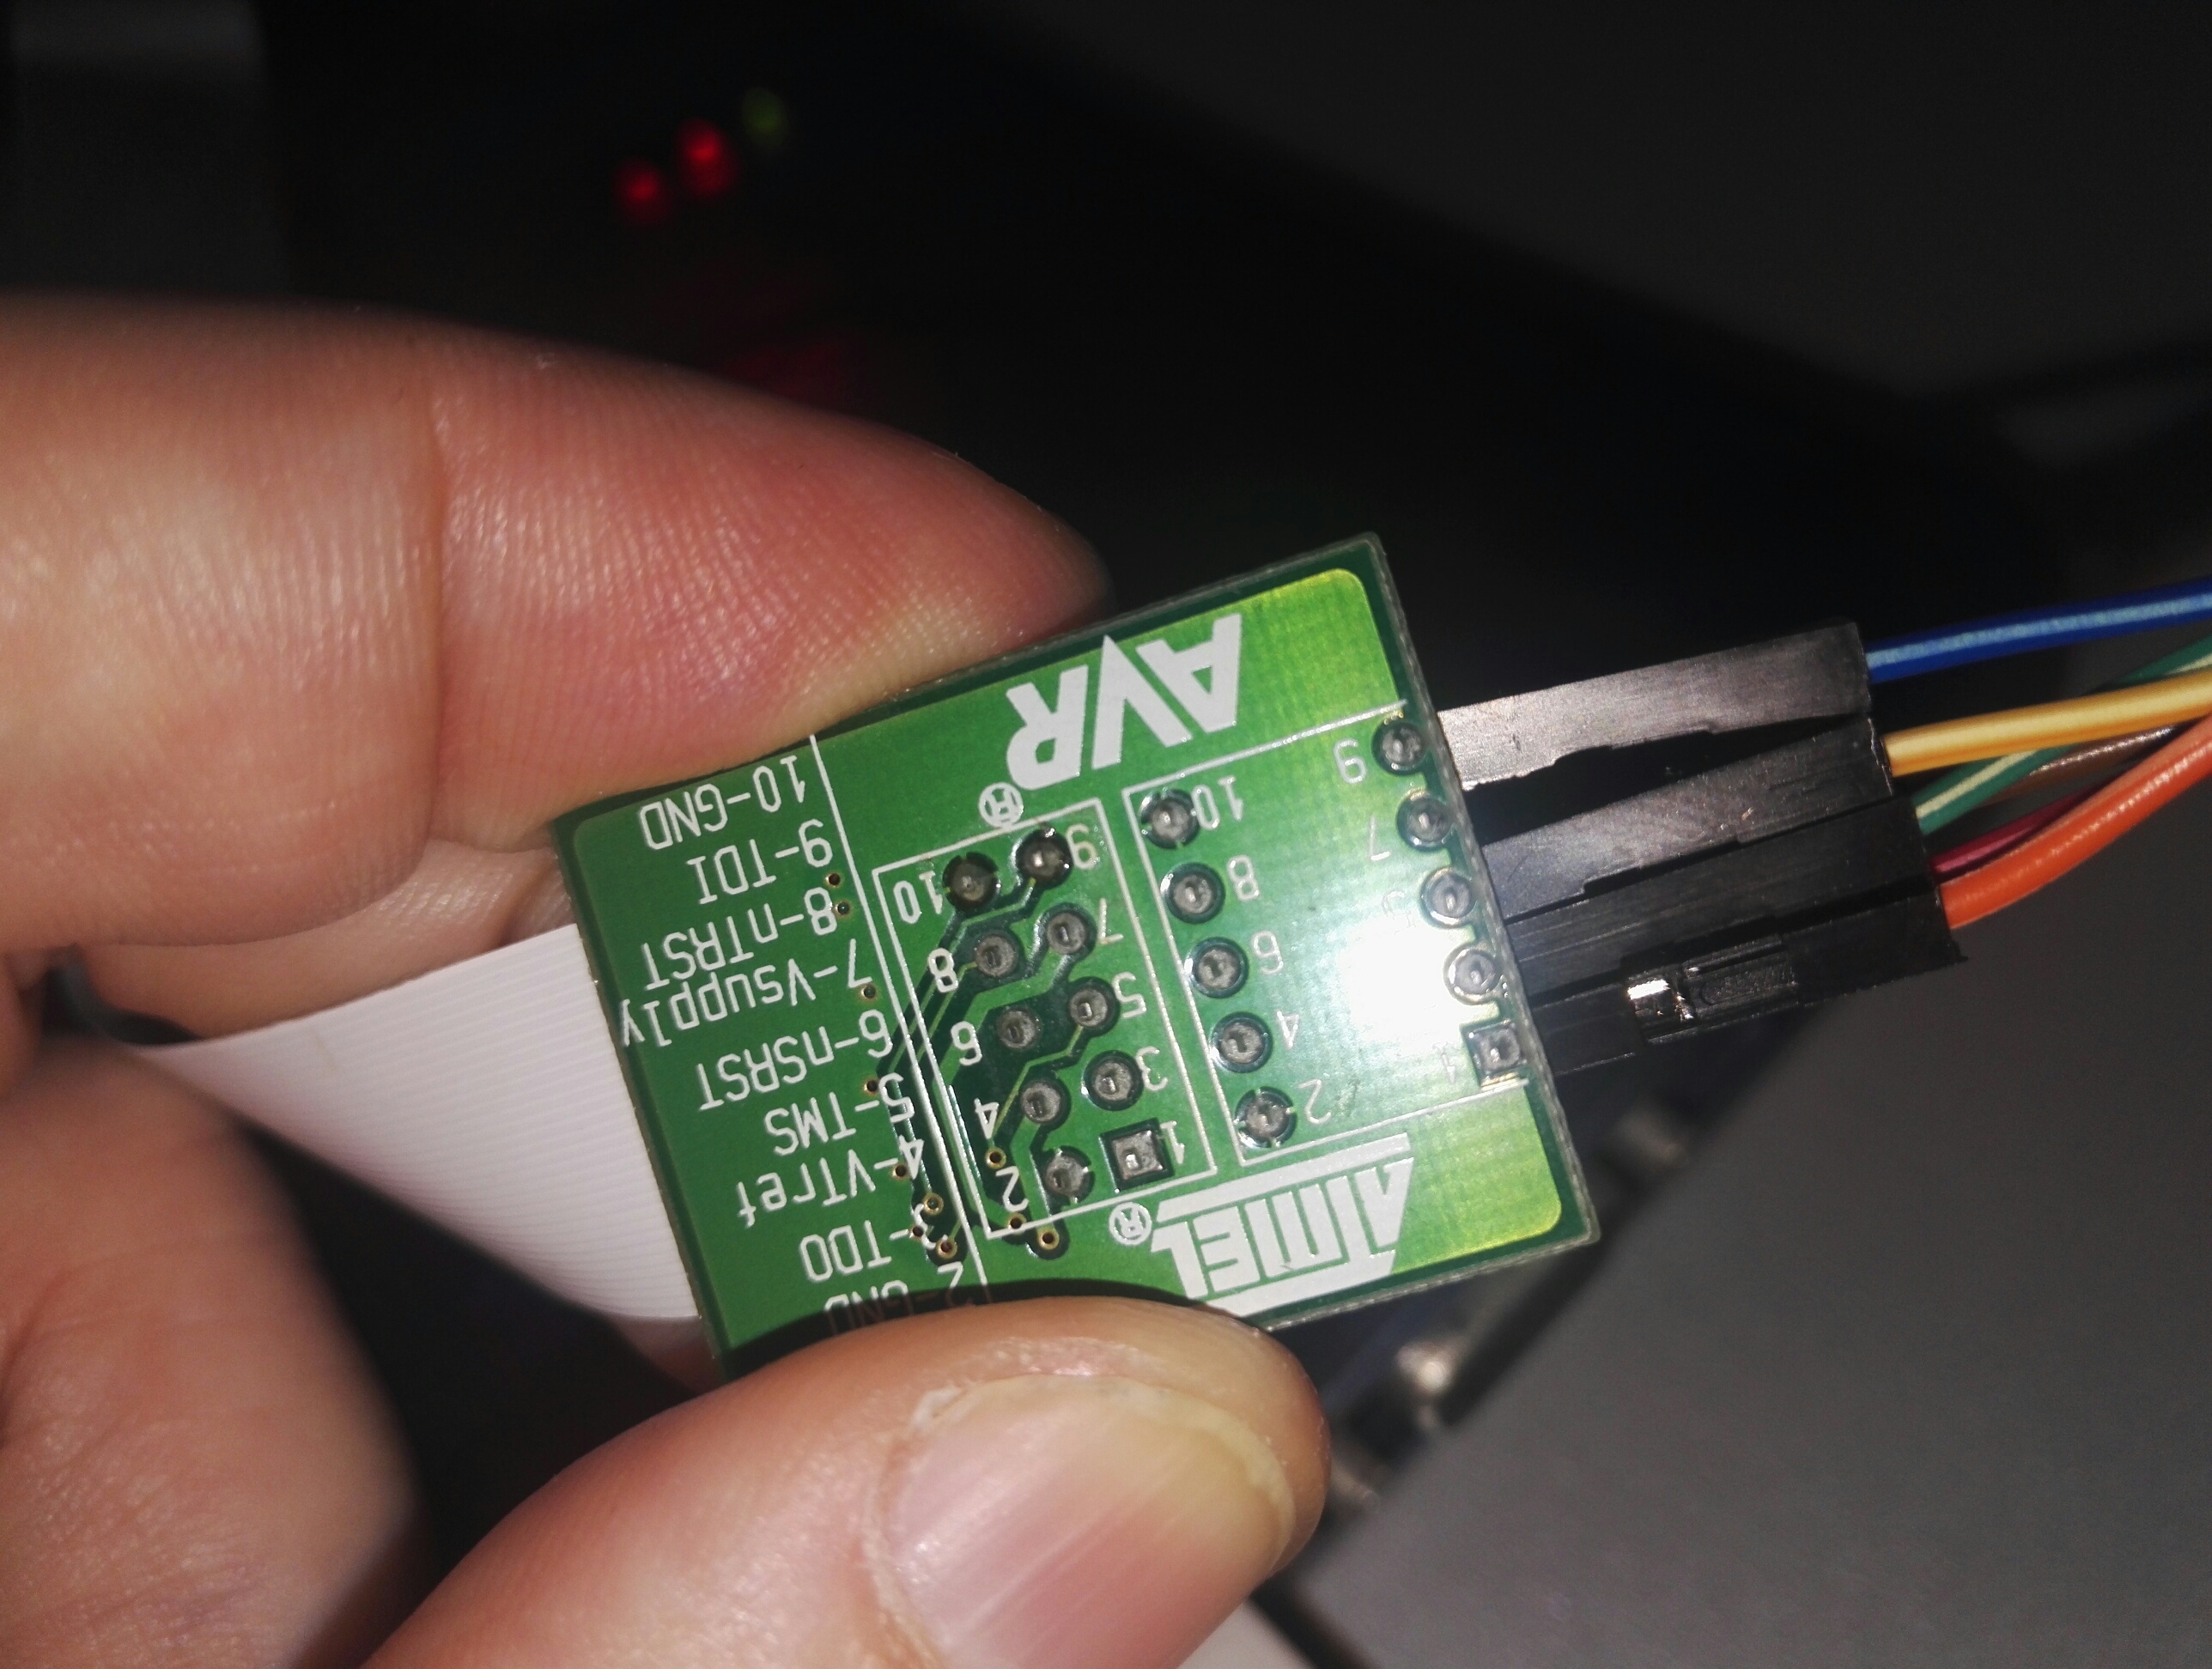 ATMEL®
AVR®
2-GND
3-TDO
4-VTref
5-TMS
6-nSRST
7-Vsupply
8-nTRST
9-TDI
10-GND
2 4 6 8 10
1 3 5 7 9
2 4 6 8 10
1 7 9